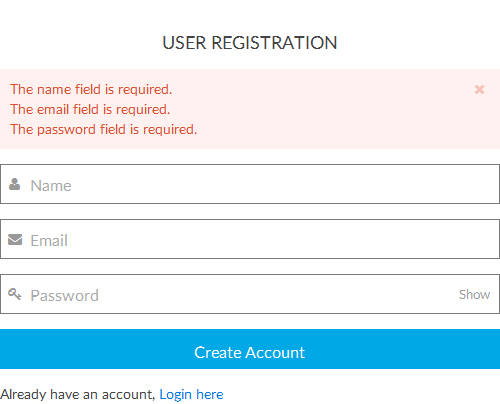 USER REGISTRATION
The name field is required.
The email field is required.
The password field is required.
Name
Email
Password Show
Create Account
Already have an account, Login here